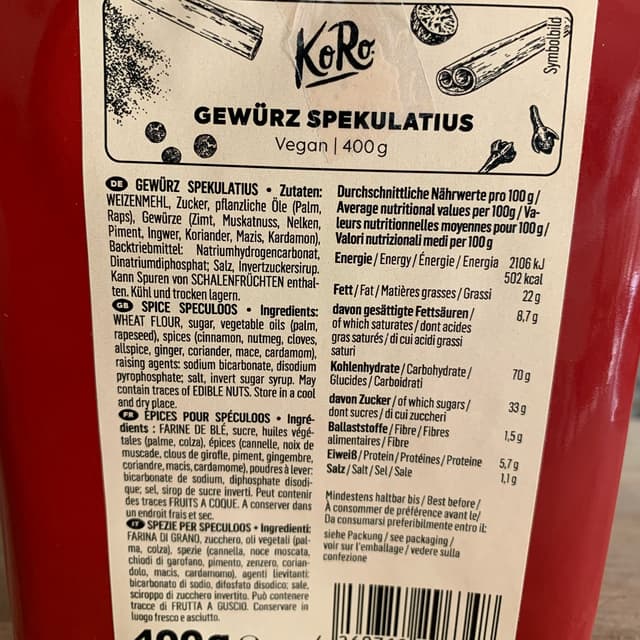 KoRo
Symbolbild
GEWÜRZ SPEKULATIUS
Vegan | 400 g
DE GEWÜRZ SPEKULATIUS • Zutaten:
WEIZENMEHL, Zucker, pflanzliche Öle (Palm,
Raps), Gewürze (Zimt, Muskatnuss, Nelken,
Piment, Ingwer, Koriander, Mazis, Kardamom),
Backtriebmittel: Natriumhydrogencarbonat,
Dinatriumdiphosphat; Salz, Invertzuckersirup.
Kann Spuren von SCHALENFRÜCHTEN enthal-
ten. Kühl und trocken lagern.
GB SPICE SPECULOOS • Ingredients:
WHEAT FLOUR, sugar, vegetable oils (palm,
rapeseed), spices (cinnamon, nutmeg, cloves,
allspice, ginger, coriander, mace, cardamom),
raising agents: sodium bicarbonate, disodium
pyrophosphate; salt, invert sugar syrup. May
contain traces of EDIBLE NUTS. Store in a cool
and dry place.
FR ÉPICES POUR SPÉCULOOS • Ingré-
dients : FARINE DE BLÉ, sucre, huiles végé-
tales (palme, colza), épices (cannelle, noix de
muscade, clous de girofle, piment, gingembre,
coriandre, macis, cardamome), poudres à lever:
bicarbonate de sodium, diphosphate disodi-
que; sel, sirop de sucre inverti. Peut contenir
des traces FRUITS A COQUE. A conserver dans
un endroit frais et sec.
IT SPEZIE PER SPECULOOS • Ingredienti:
FARINA DI GRANO, zucchero, oli vegetali (pal-
ma, colza), spezie (cannella, noce moscata,
chiodi di garofano, pimento, zenzero, corian-
dolo, macis, cardamomo), agenti lievitanti:
bicarbonato di sodio, difosfato disodico; sale,
sciroppo di zucchero invertito. Può contenere
tracce di FRUTTA A GUSCIO. Conservare in
luogo fresco e asciutto.
400g
Durchschnittliche Nährwerte pro 100 g /
Average nutritional values per 100g / Va-
leurs nutritionnelles moyennes pour 100 g /
Valori nutrizionali medi per 100 g
Energie / Energy / Énergie / Energia 2106 kJ
502 kcal
Fett / Fat / Matières grasses / Grassi 22 g
davon gesättigte Fettsäuren / 8,7 g
of which saturates / dont acides
gras saturés / di cui acidi grassi
saturi
Kohlenhydrate / Carbohydrate / 70 g
Glucides / Carboidrati
davon Zucker / of which sugars / 33 g
dont sucres / di cui zuccheri
Ballaststoffe / Fibre / Fibres 1,5 g
alimentaires / Fibre
Eiweiß / Protein / Protéines / Proteine 5,7 g
Salz / Salt / Sel / Sale 1,1 g
Mindestens haltbar bis / Best before /
À consommer de préférence avant le/
Da consumarsi preferibilmente entro il:
siehe Packung / see packaging /
voir sur l'emballage / vedere sulla
confezione